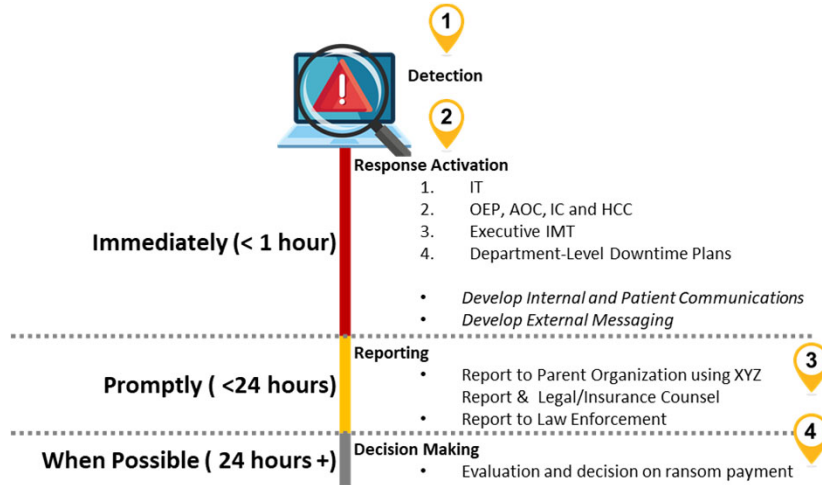 1
Detection
2
Response Activation
1. IT
2. OEP, AOC, IC and HCC
3. Executive IMT
4. Department-Level Downtime Plans
Immediately (< 1 hour)
• Develop Internal and Patient Communications
• Develop External Messaging
Reporting
3
Promptly ( <24 hours)
• Report to Parent Organization using XYZ
Report & Legal/Insurance Counsel
• Report to Law Enforcement
4
When Possible ( 24 hours +)
Decision Making
• Evaluation and decision on ransom payment